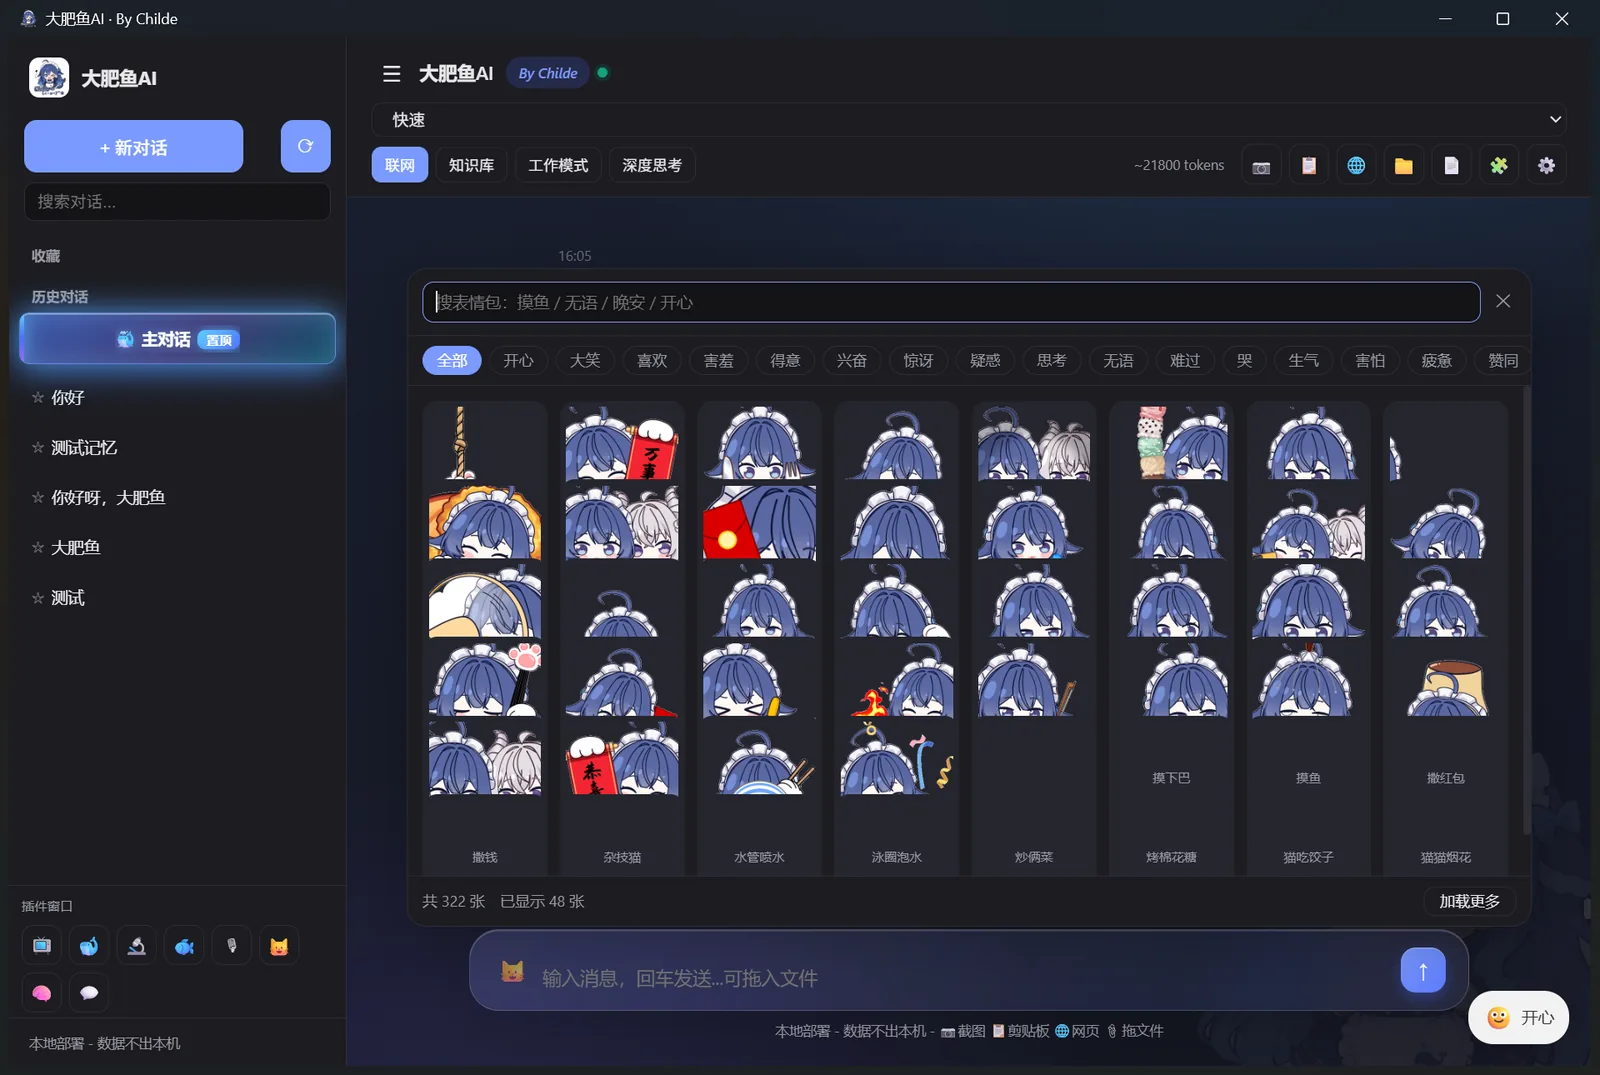 大肥鱼AI · By Childe
大肥鱼AI
+ 新对话
搜索对话...
收藏
历史对话
主对话 置顶
☆ 你好
☆ 测试记忆
☆ 你好呀，大肥鱼
☆ 大肥鱼
☆ 测试
插件窗口
本地部署 - 数据不出本机
大肥鱼AI By Childe
快速
联网 知识库 工作模式 深度思考 ~21800 tokens
16:05
搜表情包：摸鱼 / 无语 / 晚安 / 开心
全部 开心 大笑 喜欢 害羞 得意 兴奋 惊讶 疑惑 思考 无语 难过 哭 生气 害怕 疲惫 赞同
万事
恭喜
摸下巴 摸鱼 撒红包
撒钱 杂技猫 水管喷水 泳圈泡水 炒俩菜 烤棉花糖 猫吃饺子 猫猫烟花
共 322 张 已显示 48 张 加载更多
输入消息，回车发送...可拖入文件
本地部署 - 数据不出本机 - 截图 剪贴板 网页 拖文件
开心